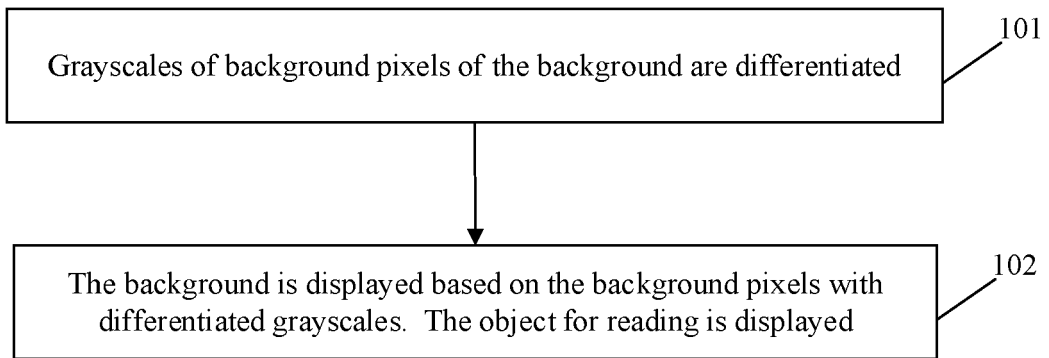 101
Grayscales of background pixels of the background are differentiated
102
The background is displayed based on the background pixels with
differentiated grayscales. The object for reading is displayed